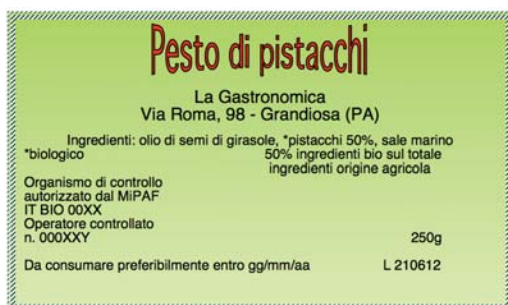 Pesto di pistacchi
La Gastronomica
Via Roma, 98 - Grandiosa (PA)
Ingredienti: olio di semi di girasole, *pistacchi 50%, sale marino
*biologico 50% ingredienti bio sul totale
ingredienti origine agricola
Organismo di controllo
autorizzato dal MiPAF
IT BIO 00XX
Operatore controllato
n. 000XXY 250g
Da consumare preferibilmente entro gg/mm/aa L 210612